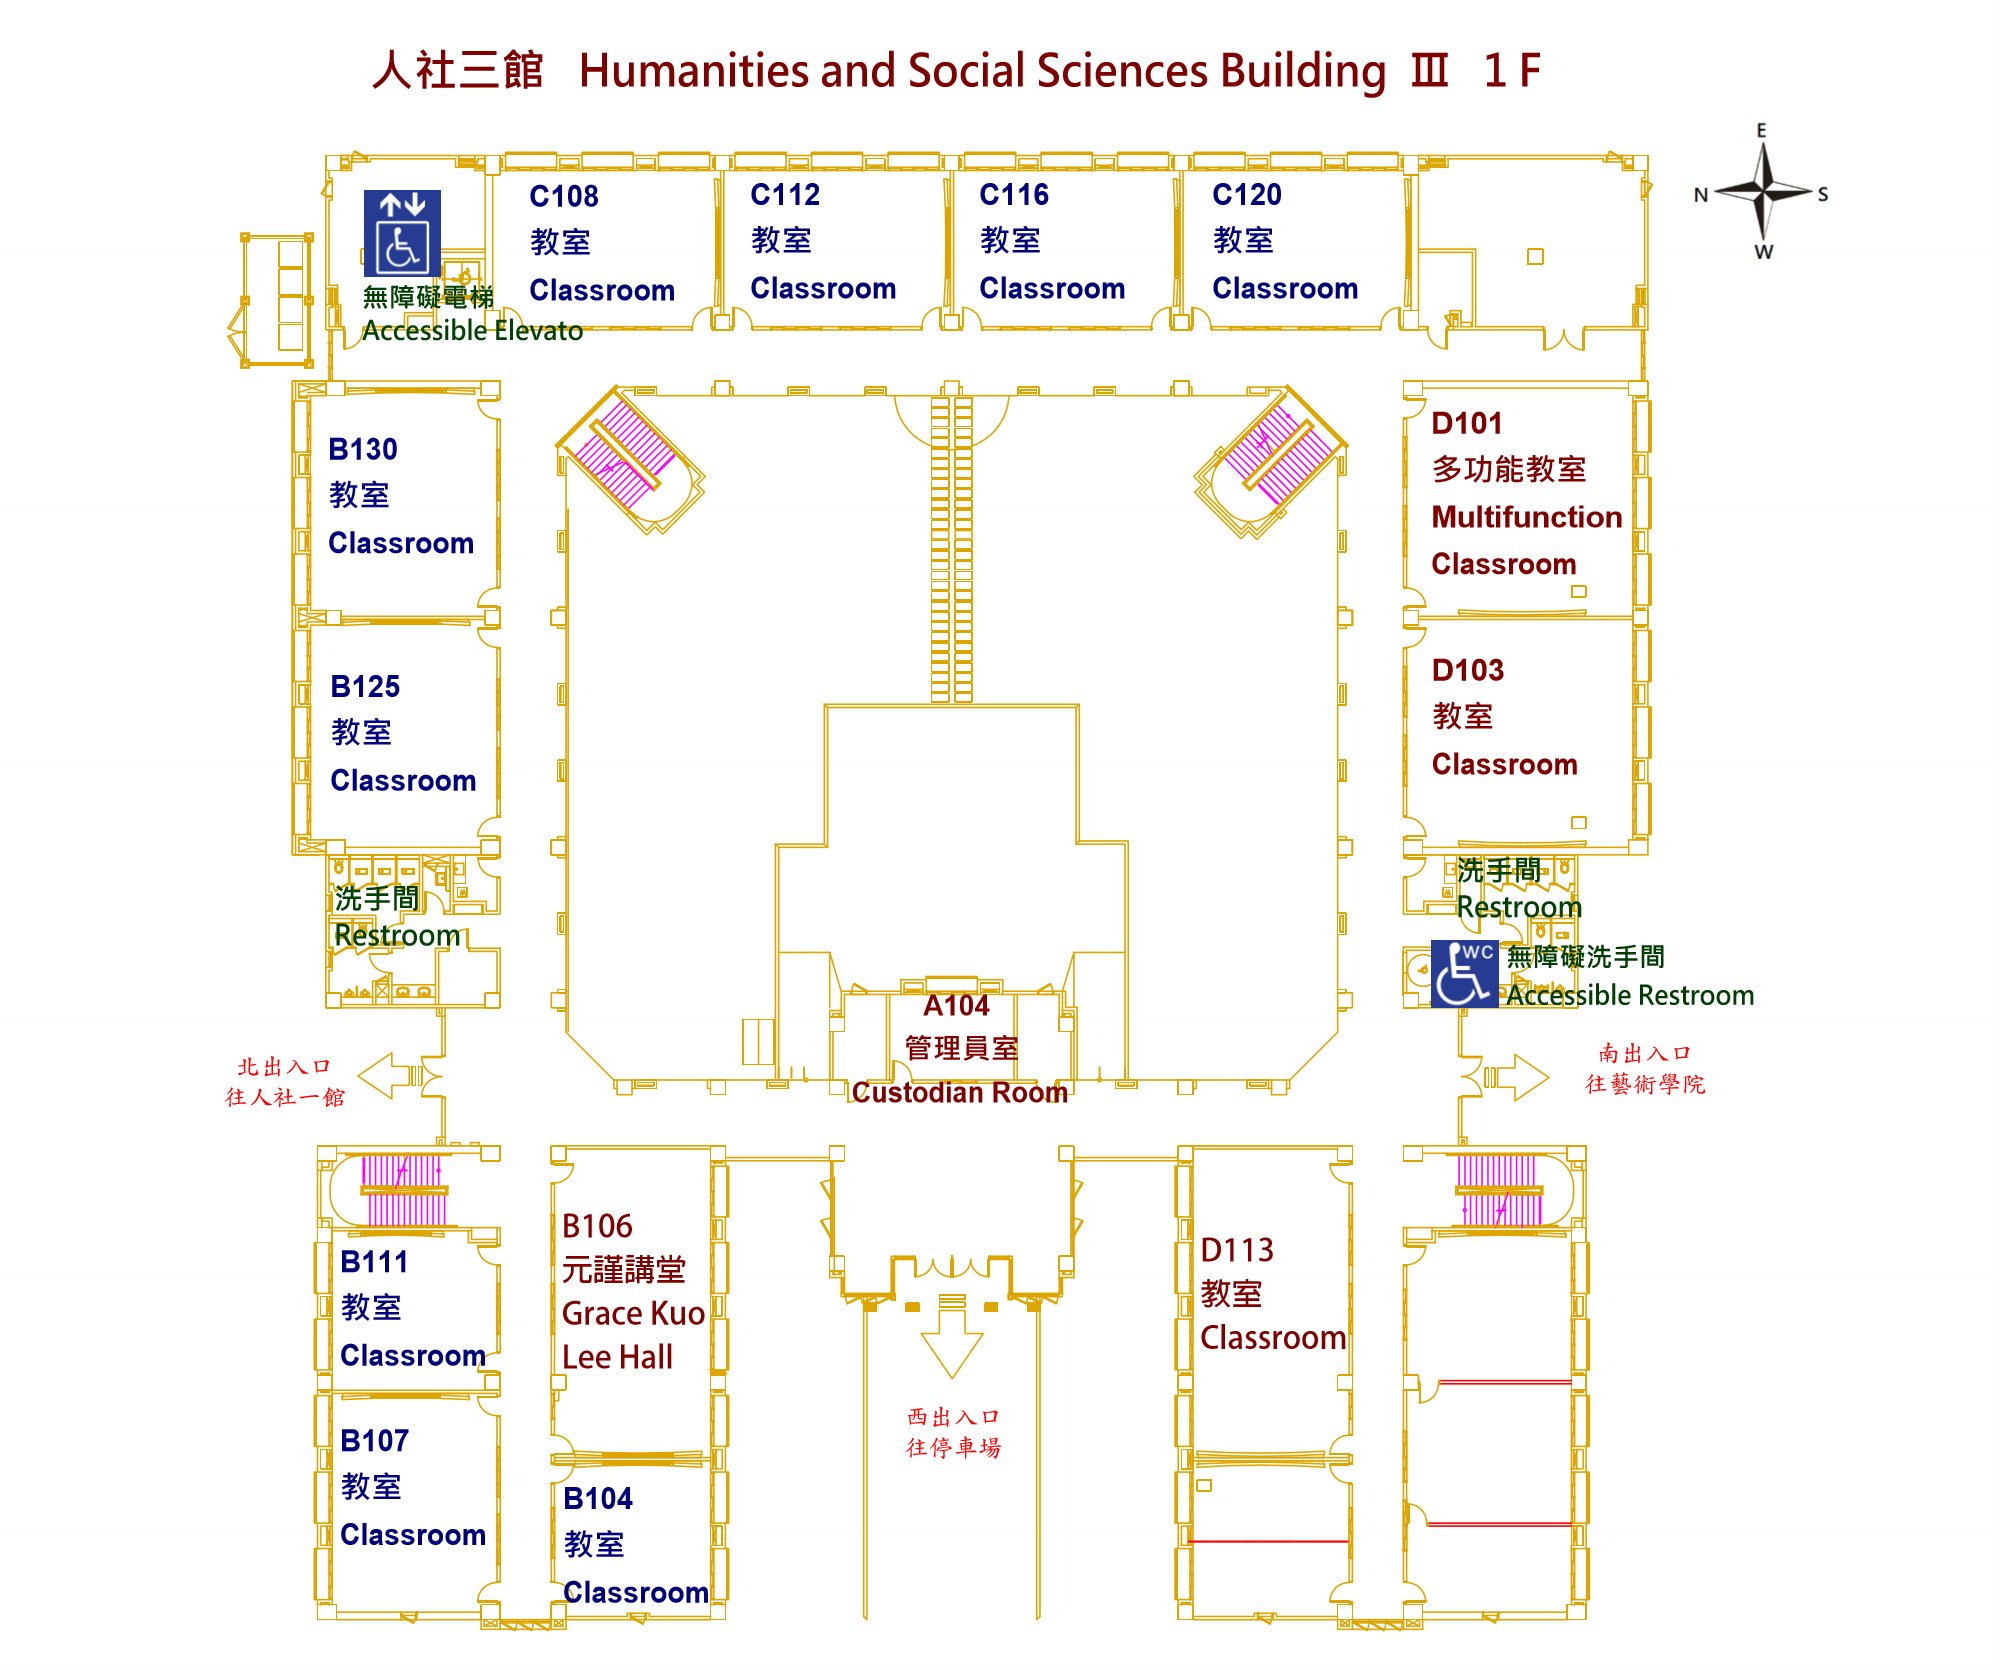 人社三館 Humanities and Social Sciences Building Ⅲ 1 F
E
N
S
W
C108
教室
Classroom
C112
教室
Classroom
C116
教室
Classroom
C120
教室
Classroom
無障礙電梯
Accessible Elevato
B130
教室
Classroom
D101
多功能教室
Multifunction
Classroom
B125
教室
Classroom
D103
教室
Classroom
洗手間
Restroom
洗手間
Restroom
WC
無障礙洗手間
Accessible Restroom
A104
管理員室
Custodian Room
北出入口
往人社一館
南出入口
往藝術學院
B111
教室
Classroom
B106
元謹講堂
Grace Kuo
Lee Hall
D113
教室
Classroom
西出入口
往停車場
B107
教室
Classroom
B104
教室
Classroom